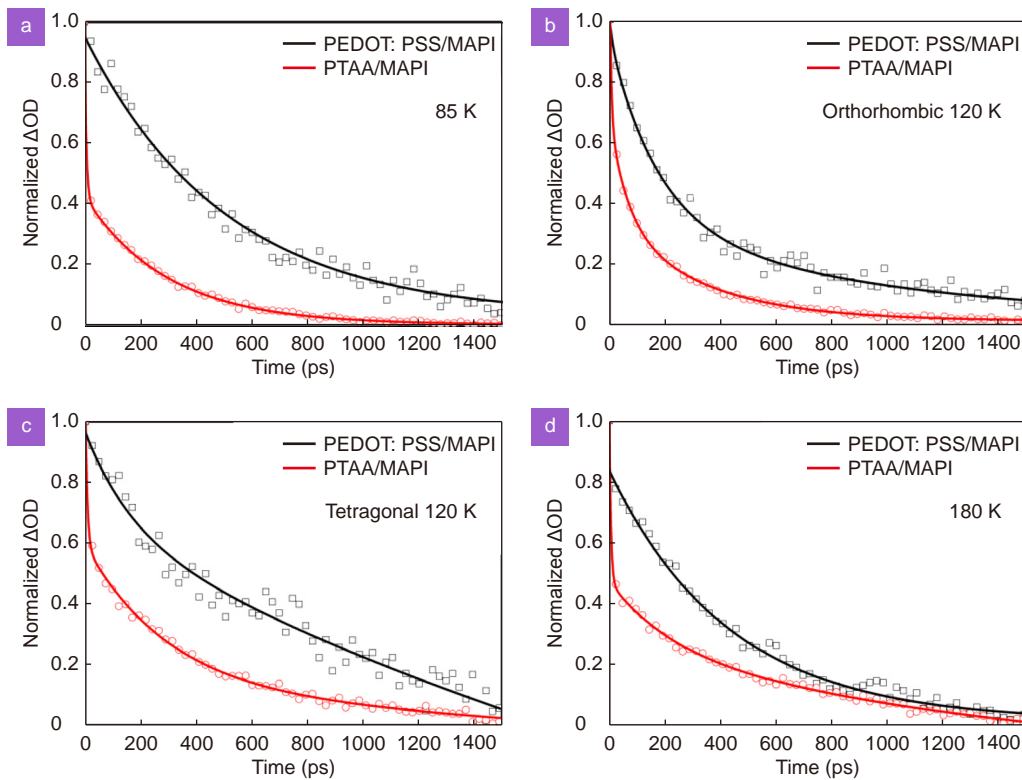 a
Normalized ΔOD
1.0
0.8
0.6
0.4
0.2
0
PEDOT: PSS/MAPI
PTAA/MAPI
85 K
0 200 400 600 800 1000 1200 1400
Time (ps)
b
Normalized ΔOD
1.0
0.8
0.6
0.4
0.2
0
PEDOT: PSS/MAPI
PTAA/MAPI
Orthorhombic 120 K
0 200 400 600 800 1000 1200 1400
Time (ps)
c
Normalized ΔOD
1.0
0.8
0.6
0.4
0.2
0
PEDOT: PSS/MAPI
PTAA/MAPI
Tetragonal 120 K
0 200 400 600 800 1000 1200 1400
Time (ps)
d
Normalized ΔOD
1.0
0.8
0.6
0.4
0.2
0
PEDOT: PSS/MAPI
PTAA/MAPI
180 K
0 200 400 600 800 1000 1200 1400
Time (ps)